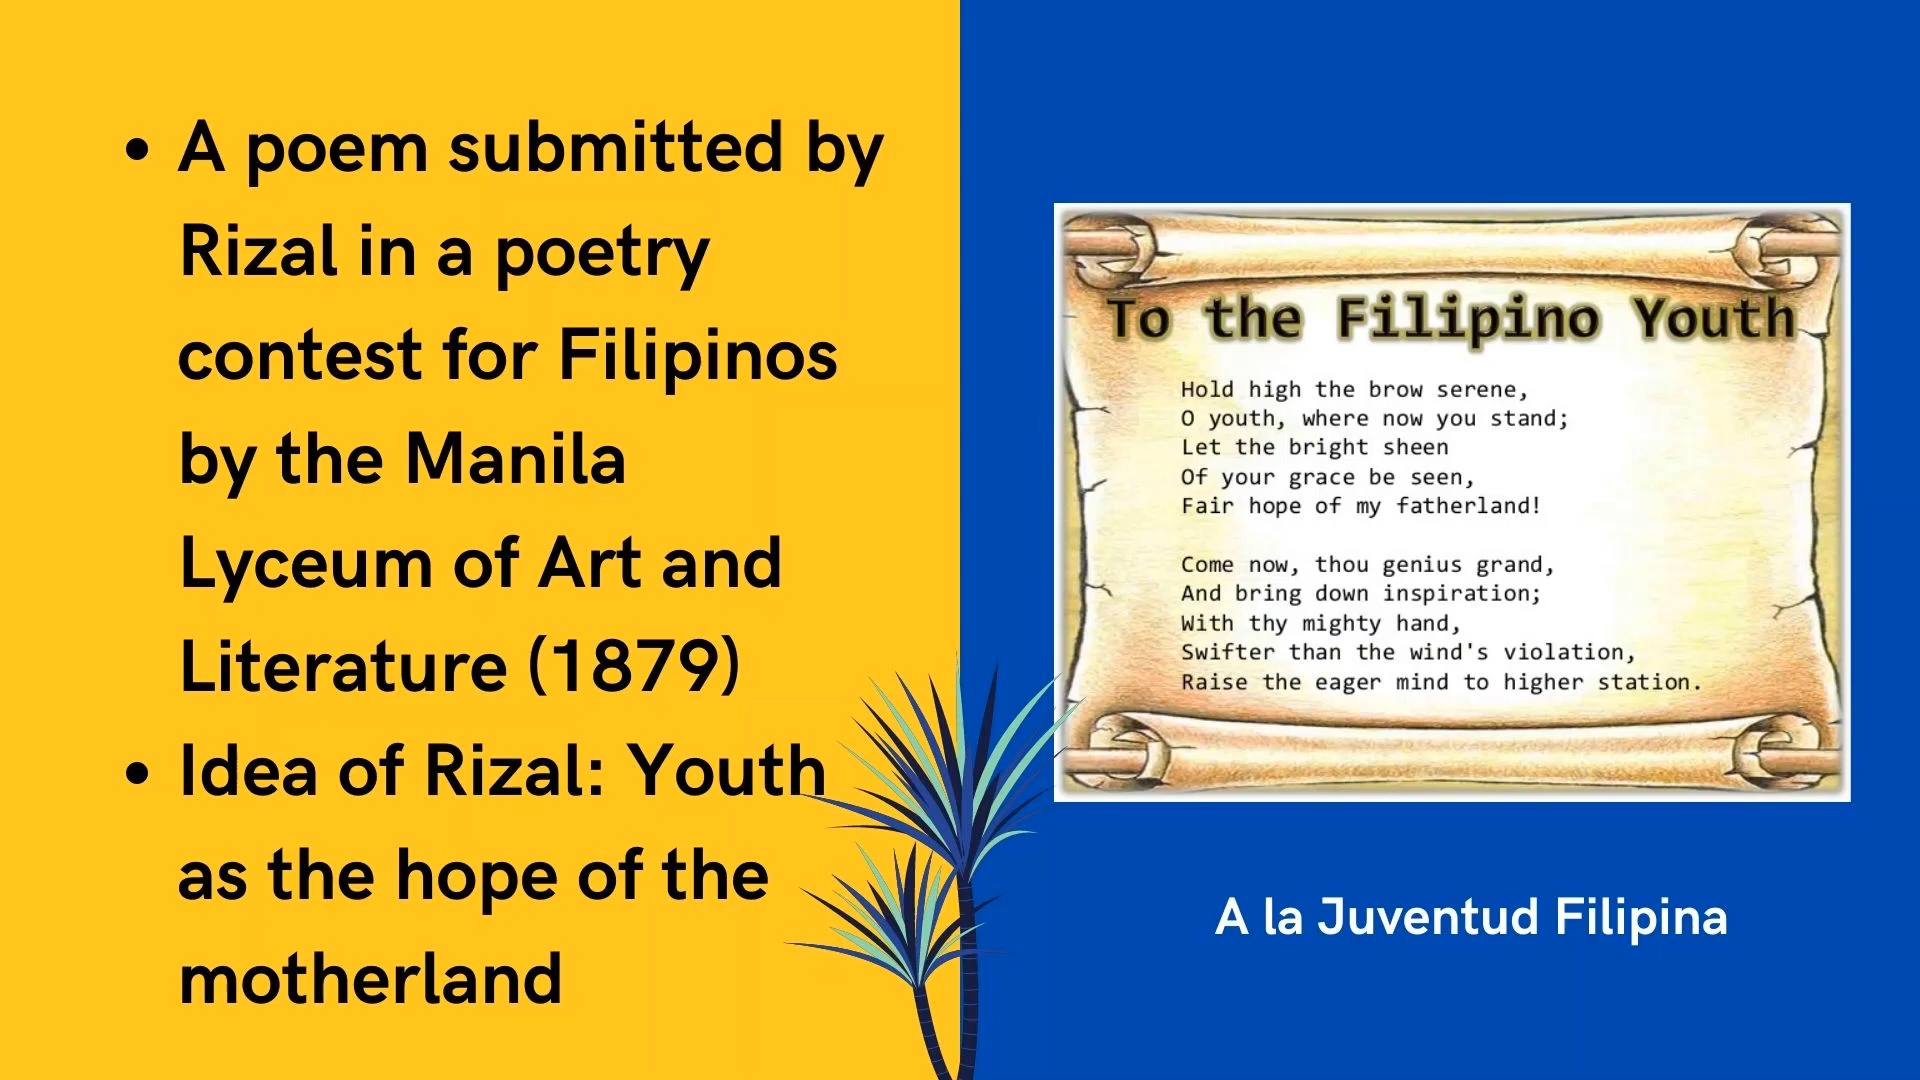 • A poem submitted by
Rizal in a poetry
contest for Filipinos
by the Manila
Lyceum of Art and
Literature (1879)
• Idea of Rizal: Youth
as the hope of the
motherland
To the Filipino Youth
Hold high the brow serene,
O youth, where now you stand;
Let the bright sheen
Of your grace be seen,
Fair hope of my fatherland!
Come now, thou genius grand,
And bring down inspiration;
With thy mighty hand,
Swifter than the wind's violation,
Raise the eager mind to higher station.
A la Juventud Filipina